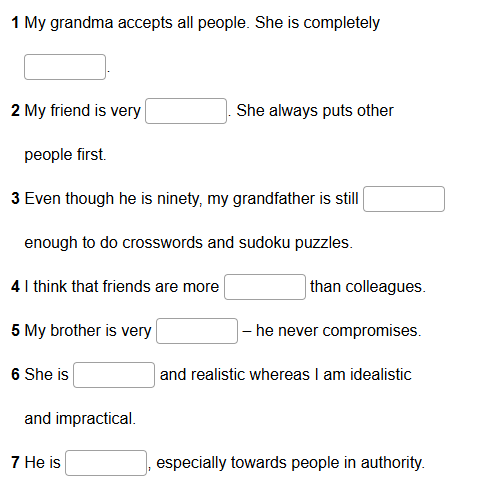 1 My grandma accepts all people. She is completely
.
2 My friend is very . She always puts other
people first.
3 Even though he is ninety, my grandfather is still
enough to do crosswords and sudoku puzzles.
4 I think that friends are more than colleagues.
5 My brother is very – he never compromises.
6 She is and realistic whereas I am idealistic
and impractical.
7 He is , especially towards people in authority.